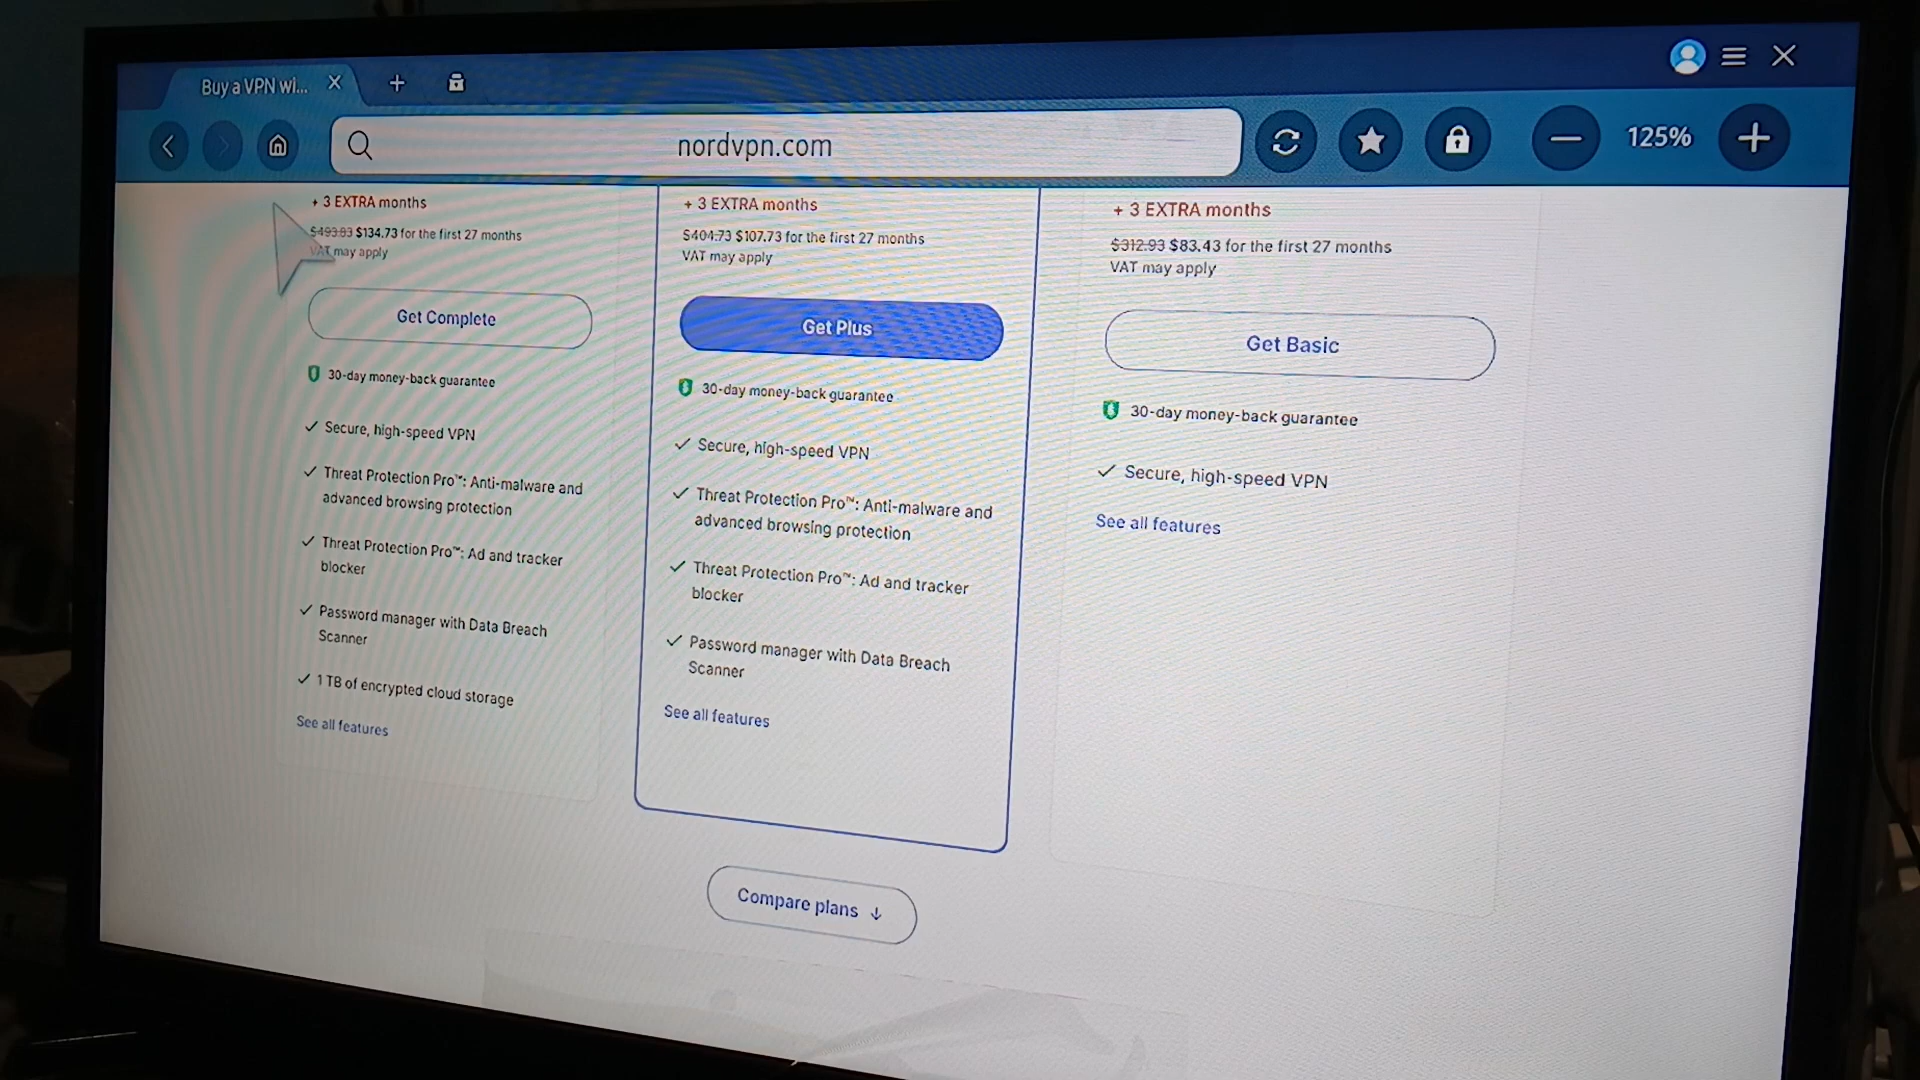 Buy a VPN wi...
nordvpn.com
125%
+ 3 EXTRA months
$493.83 $134.73 for the first 27 months
VAT may apply
Get Complete
30-day money-back guarantee
Secure, high-speed VPN
Threat Protection Pro™: Anti-malware and
advanced browsing protection
Threat Protection Pro™: Ad and tracker
blocker
Password manager with Data Breach
Scanner
1 TB of encrypted cloud storage
See all features
+ 3 EXTRA months
$404.73 $107.73 for the first 27 months
VAT may apply
Get Plus
30-day money-back guarantee
Secure, high-speed VPN
Threat Protection Pro™: Anti-malware and
advanced browsing protection
Threat Protection Pro™: Ad and tracker
blocker
Password manager with Data Breach
Scanner
See all features
+ 3 EXTRA months
$312.93 $83.43 for the first 27 months
VAT may apply
Get Basic
30-day money-back guarantee
Secure, high-speed VPN
See all features
Compare plans ↓